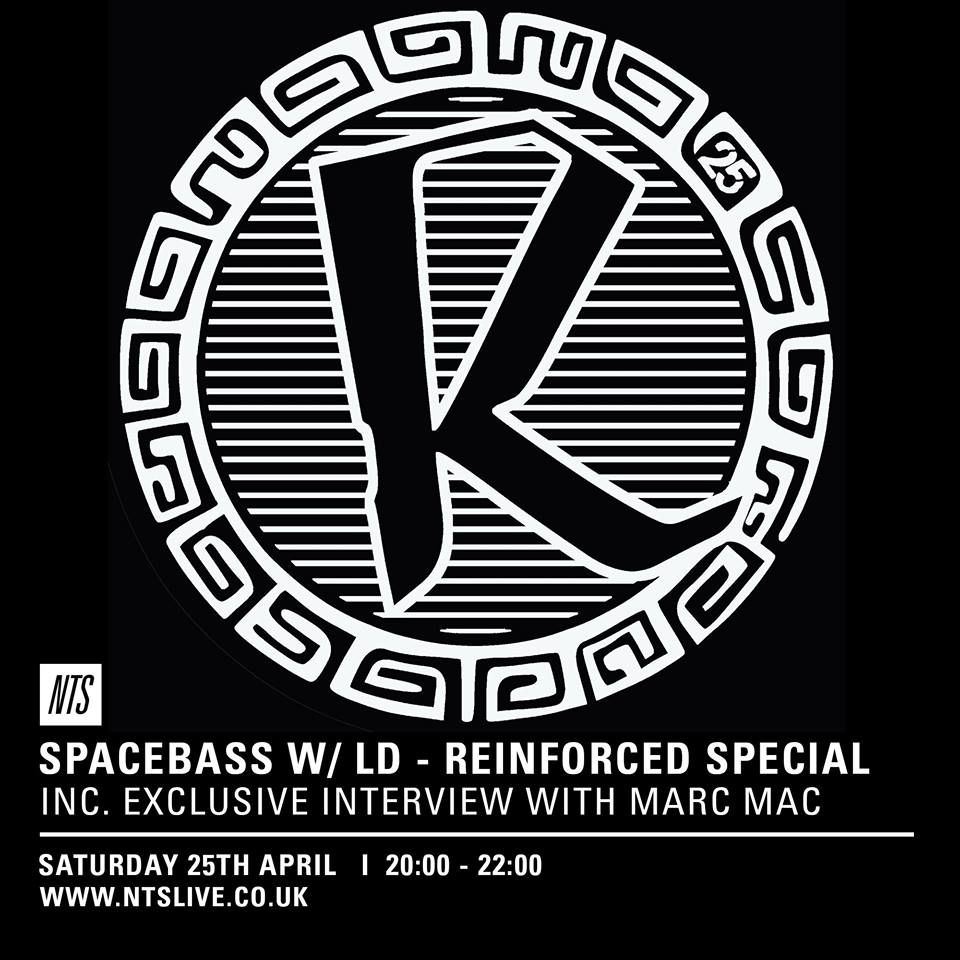 25
R
NTS
SPACEBASS W/ LD - REINFORCED SPECIAL
INC. EXCLUSIVE INTERVIEW WITH MARC MAC
SATURDAY 25TH APRIL | 20:00 - 22:00
WWW.NTSLIVE.CO.UK